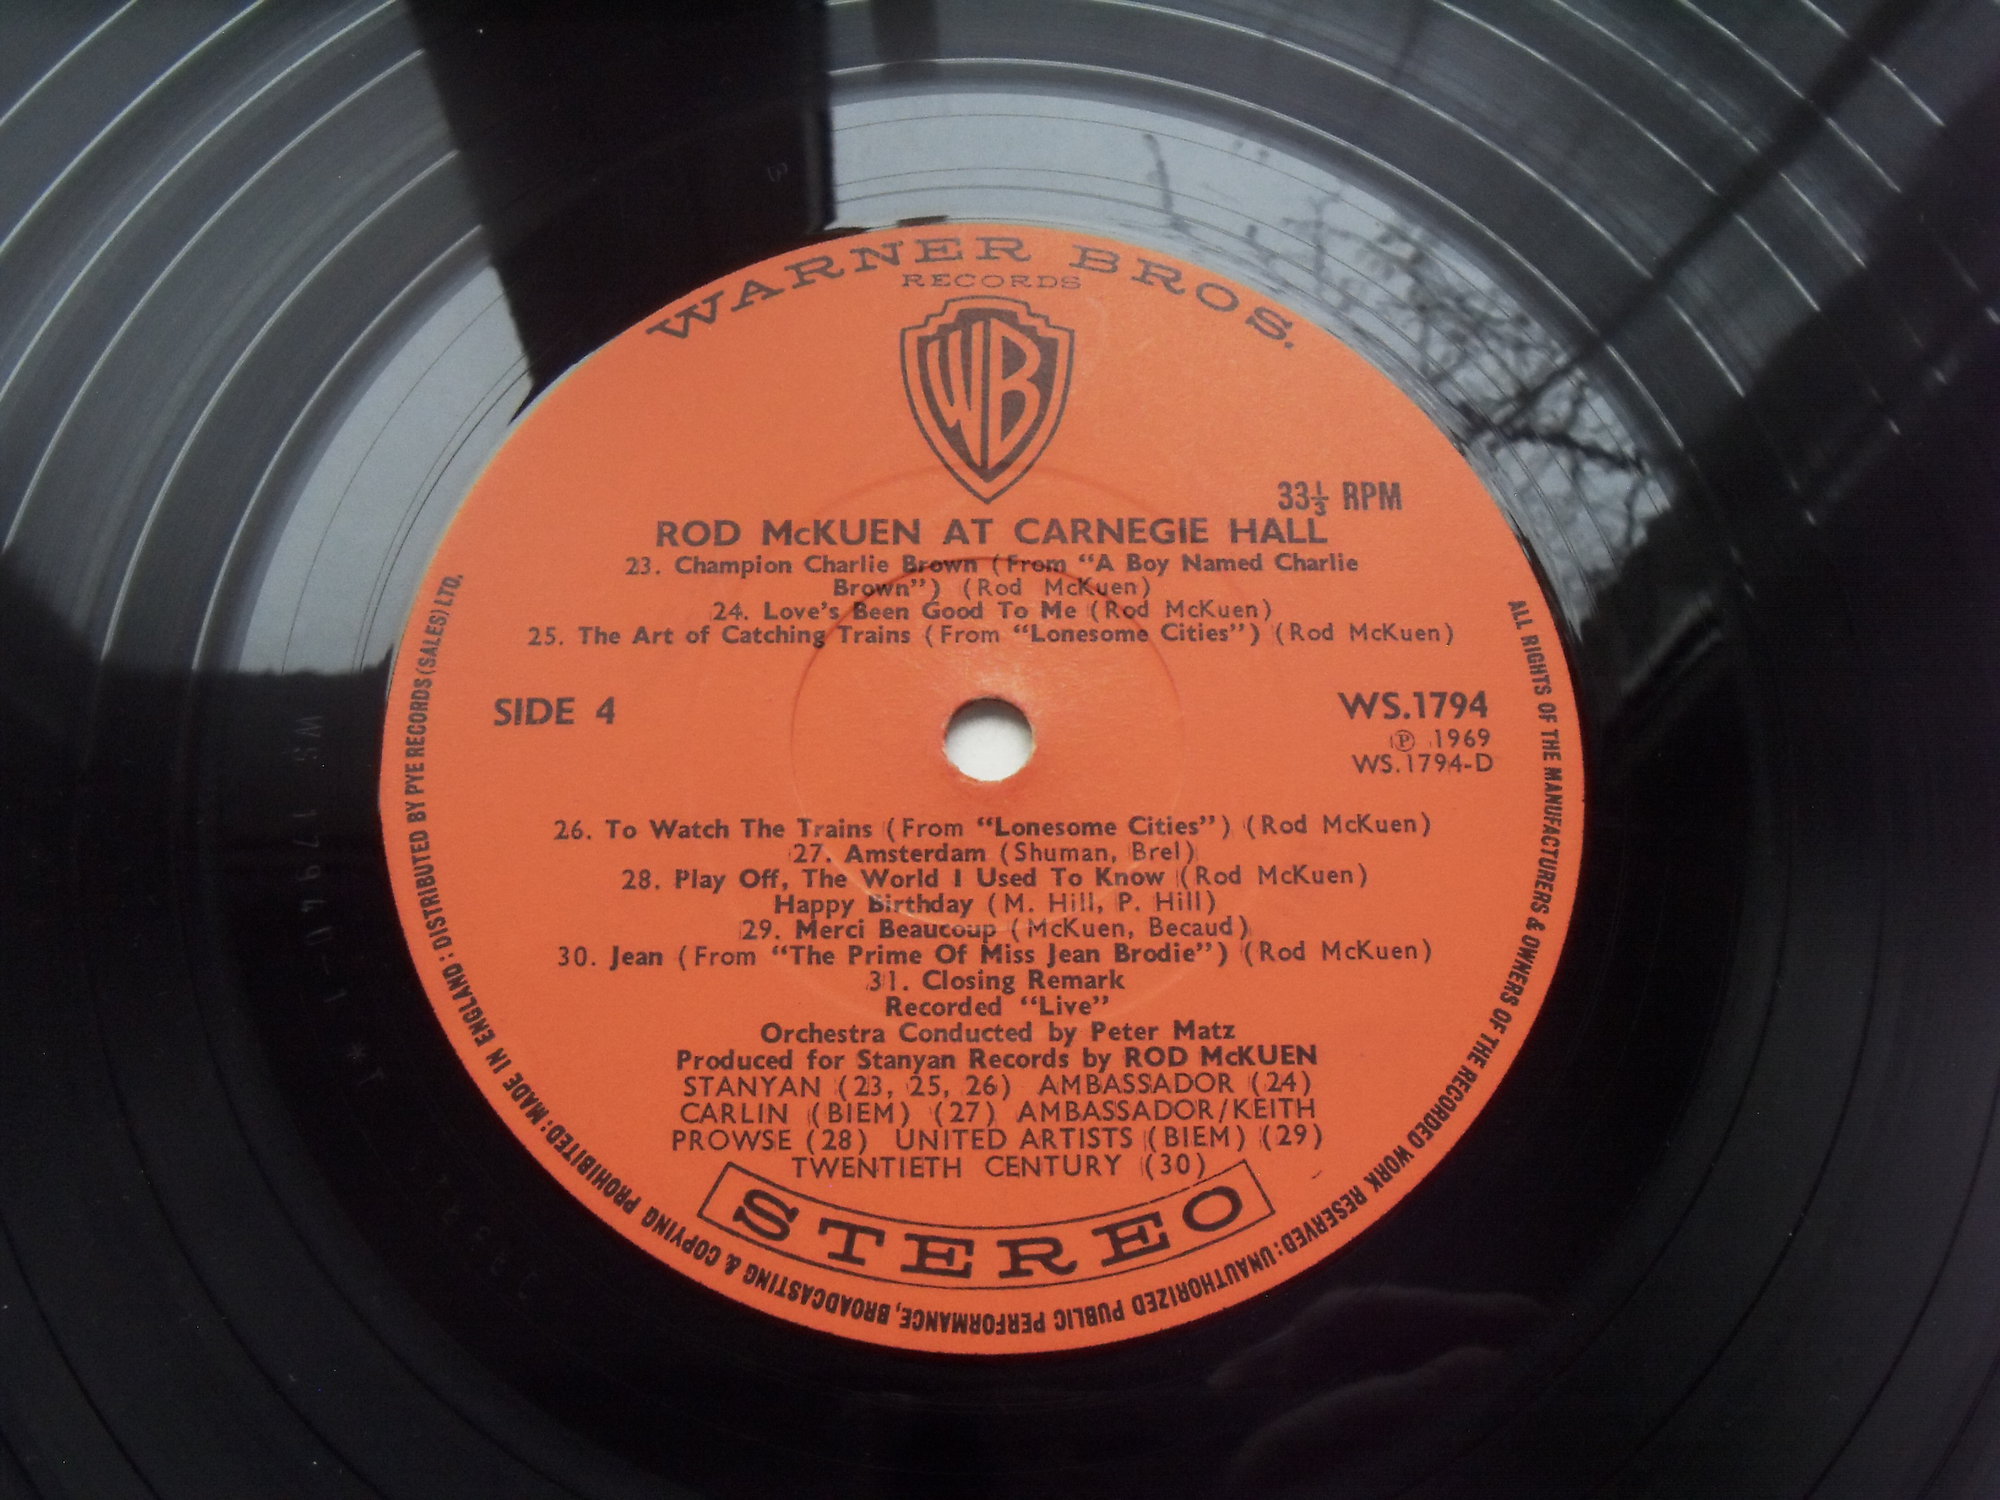 WARNER BROS.
RECORDS
WB
33⅓ RPM
ROD McKUEN AT CARNEGIE HALL
23. Champion Charlie Brown (From “A Boy Named Charlie
Brown”) (Rod McKuen)
24. Love’s Been Good To Me (Rod McKuen)
25. The Art of Catching Trains (From “Lonesome Cities”) (Rod McKuen)
SIDE 4
WS.1794
Ⓟ 1969
WS.1794-D
26. To Watch The Trains (From “Lonesome Cities”) (Rod McKuen)
27. Amsterdam (Shuman, Brel)
28. Play Off, The World I Used To Know (Rod McKuen)
Happy Birthday (M. Hill, P. Hill)
29. Merci Beaucoup (McKuen, Becaud)
30. Jean (From “The Prime Of Miss Jean Brodie”) (Rod McKuen)
31. Closing Remark
Recorded “Live”
Orchestra Conducted by Peter Matz
Produced for Stanyan Records by ROD McKUEN
STANYAN (23, 25, 26) AMBASSADOR (24)
CARLIN (BIEM) (27) AMBASSADOR/KEITH
PROWSE (28) UNITED ARTISTS (BIEM) (29)
TWENTIETH CENTURY (30)
STEREO
ALL RIGHTS OF THE MANUFACTURERS & OWNERS OF THE RECORDED WORK RESERVED: UNAUTHORIZED PUBLIC PERFORMANCE, BROADCASTING & COPYING PROHIBITED: MADE IN ENGLAND: DISTRIBUTED BY PYE RECORDS (SALES) LTD.